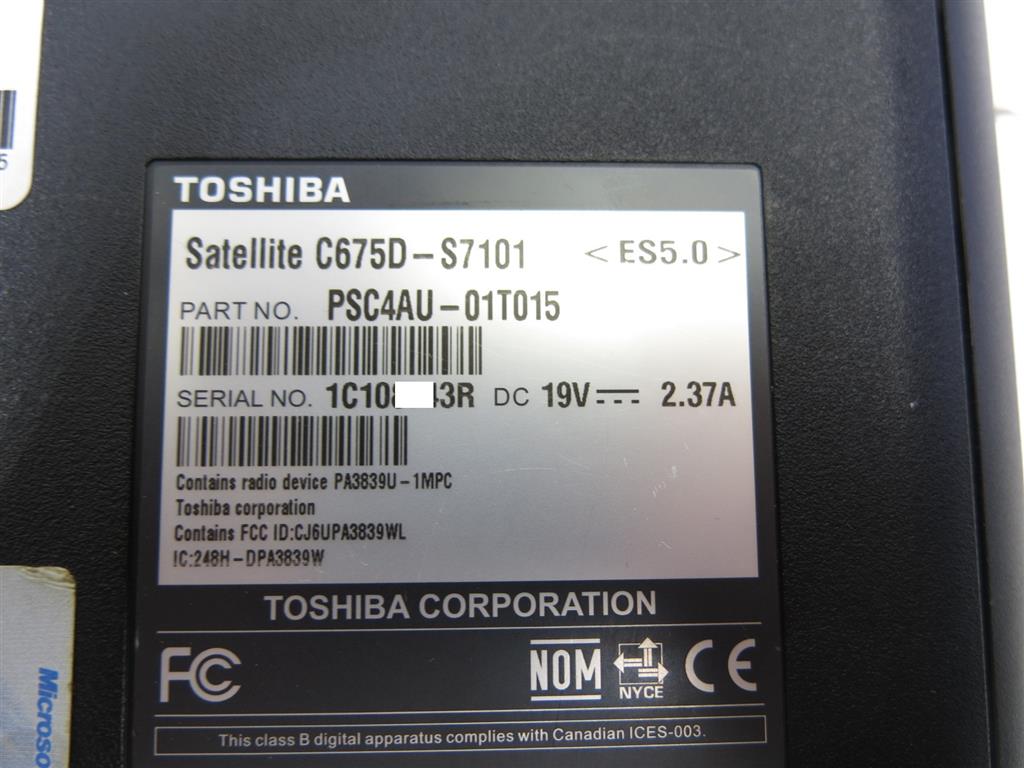 5
TOSHIBA
Satellite C675D-S7101 <ES5.0>
PART NO. PSC4AU-01T015
SERIAL NO. DC 19V 2.37A
Contains radio device PA3839U-1MPC
Toshiba corporation
Contains FCC ID:CJ6UPA3839WL
IC:248H-DPA3839W
TOSHIBA CORPORATION
FC NOM NYCE CE
This class B digital apparatus complies with Canadian ICES-003.